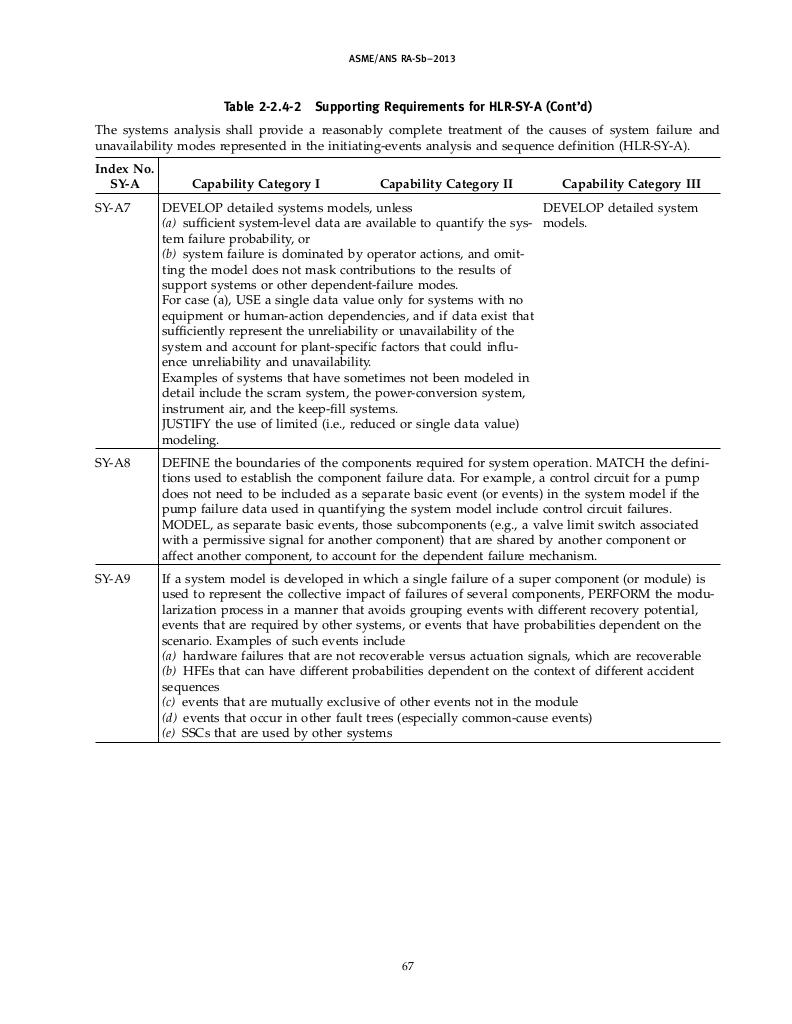 ASME/ANS RA-Sb–2013
Table 2-2.4-2 Supporting Requirements for HLR-SY-A (Cont'd)
The systems analysis shall provide a reasonably complete treatment of the causes of system failure and
unavailability modes represented in the initiating-events analysis and sequence definition (HLR-SY-A).
Index No.
SY-A Capability Category I Capability Category II Capability Category III
SY-A7 DEVELOP detailed systems models, unless
(a) sufficient system-level data are available to quantify the sys-
tem failure probability, or
(b) system failure is dominated by operator actions, and omit-
ting the model does not mask contributions to the results of
support systems or other dependent-failure modes.
For case (a), USE a single data value only for systems with no
equipment or human-action dependencies, and if data exist that
sufficiently represent the unreliability or unavailability of the
system and account for plant-specific factors that could influ-
ence unreliability and unavailability.
Examples of systems that have sometimes not been modeled in
detail include the scram system, the power-conversion system,
instrument air, and the keep-fill systems.
JUSTIFY the use of limited (i.e., reduced or single data value)
modeling.
DEVELOP detailed system
models.
SY-A8 DEFINE the boundaries of the components required for system operation. MATCH the defini-
tions used to establish the component failure data. For example, a control circuit for a pump
does not need to be included as a separate basic event (or events) in the system model if the
pump failure data used in quantifying the system model include control circuit failures.
MODEL, as separate basic events, those subcomponents (e.g., a valve limit switch associated
with a permissive signal for another component) that are shared by another component or
affect another component, to account for the dependent failure mechanism.
SY-A9 If a system model is developed in which a single failure of a super component (or module) is
used to represent the collective impact of failures of several components, PERFORM the modu-
larization process in a manner that avoids grouping events with different recovery potential,
events that are required by other systems, or events that have probabilities dependent on the
scenario. Examples of such events include
(a) hardware failures that are not recoverable versus actuation signals, which are recoverable
(b) HFEs that can have different probabilities dependent on the context of different accident
sequences
(c) events that are mutually exclusive of other events not in the module
(d) events that occur in other fault trees (especially common-cause events)
(e) SSCs that are used by other systems
67